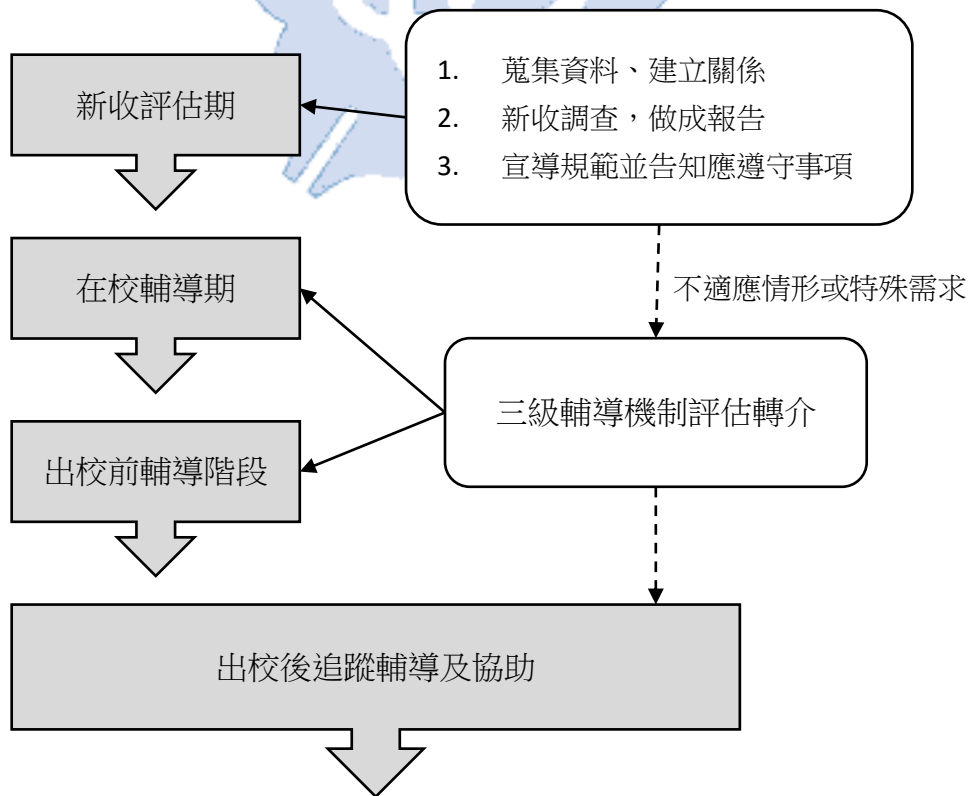 新收評估期
1. 蒐集資料、建立關係
2. 新收調查，做成報告
3. 宣導規範並告知應遵守事項
在校輔導期
不適應情形或特殊需求
三級輔導機制評估轉介
出校前輔導階段
出校後追蹤輔導及協助